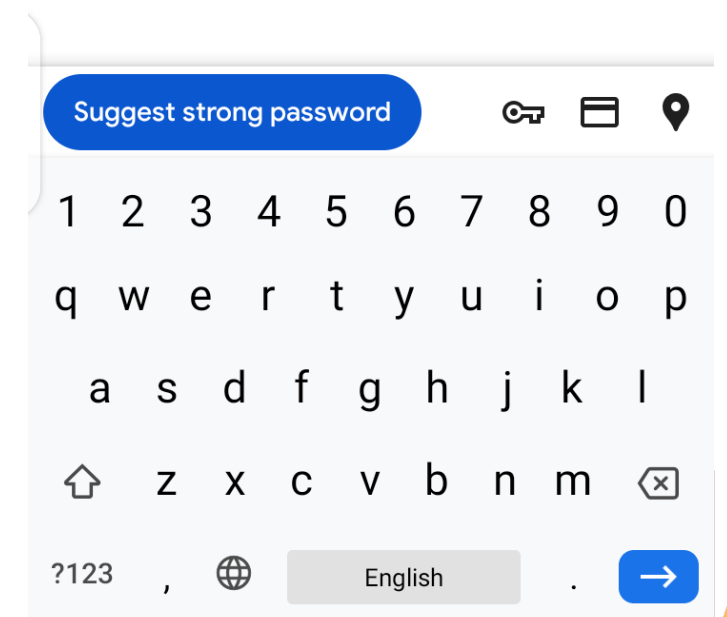 Suggest strong password
1 2 3 4 5 6 7 8 9 0
q w e r t y u i o p
a s d f g h j k l
z x c v b n m
?123 , English .